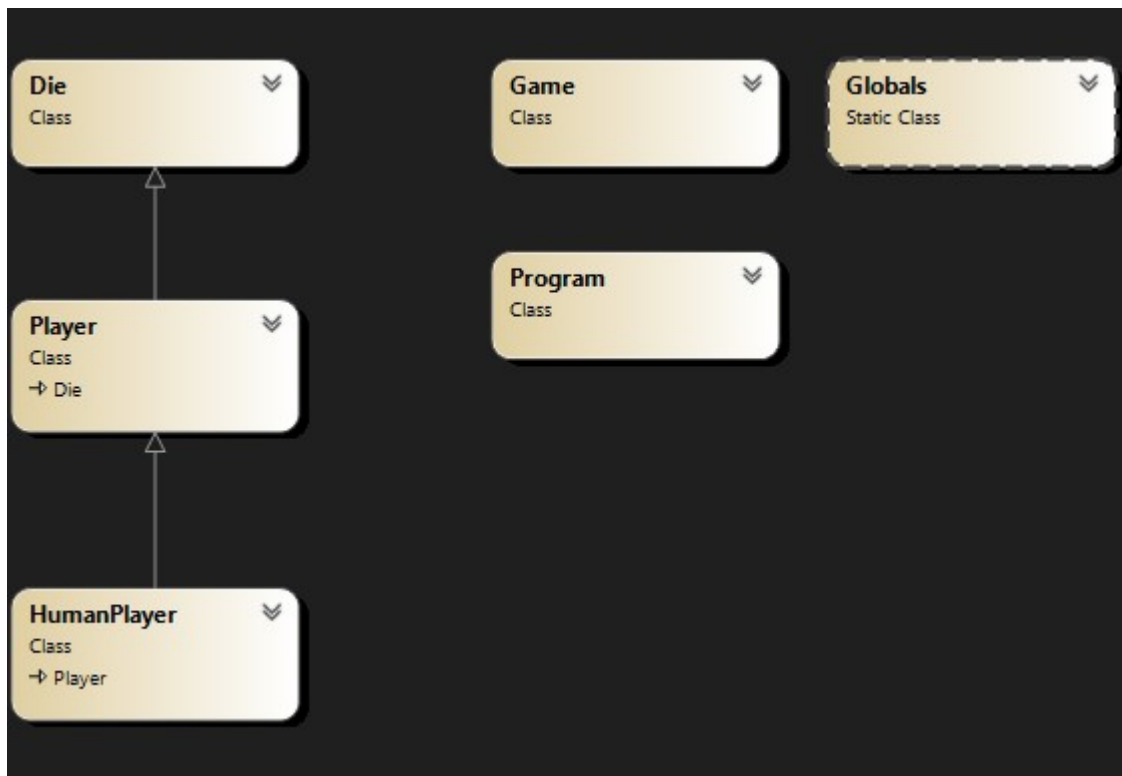 Die
Class
Game
Class
Globals
Static Class
Program
Class
Player
Class
Die
HumanPlayer
Class
Player